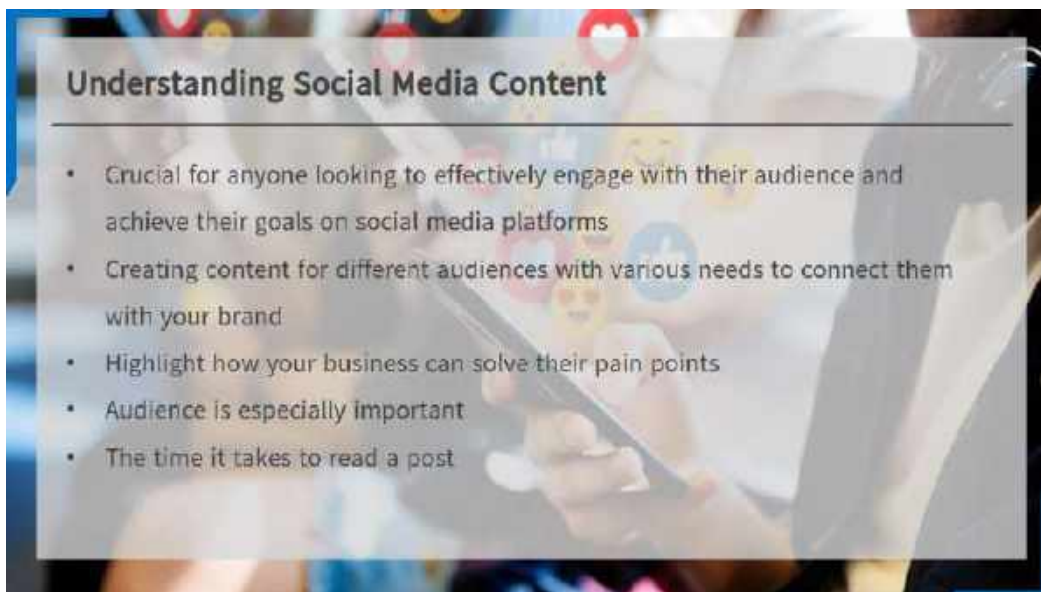 Understanding Social Media Content
• Crucial for anyone looking to effectively engage with their audience and
achieve their goals on social media platforms
• Creating content for different audiences with various needs to connect them
with your brand
• Highlight how your business can solve their pain points
• Audience is especially important
• The time it takes to read a post